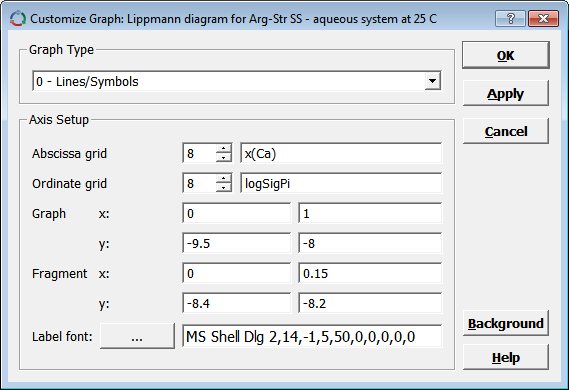 Customize Graph: Lippmann diagram for Arg-Str SS - aqueous system at 25 C
Graph Type
0 - Lines/Symbols
OK
Apply
Cancel
Axis Setup
Abscissa grid 8 x(Ca)
Ordinate grid 8 logSigPi
Graph x: 0 1
y: -9.5 -8
Fragment x: 0 0.15
y: -8.4 -8.2
Label font: ... MS Shell Dlg 2,14,-1,5,50,0,0,0,0,0
Background
Help